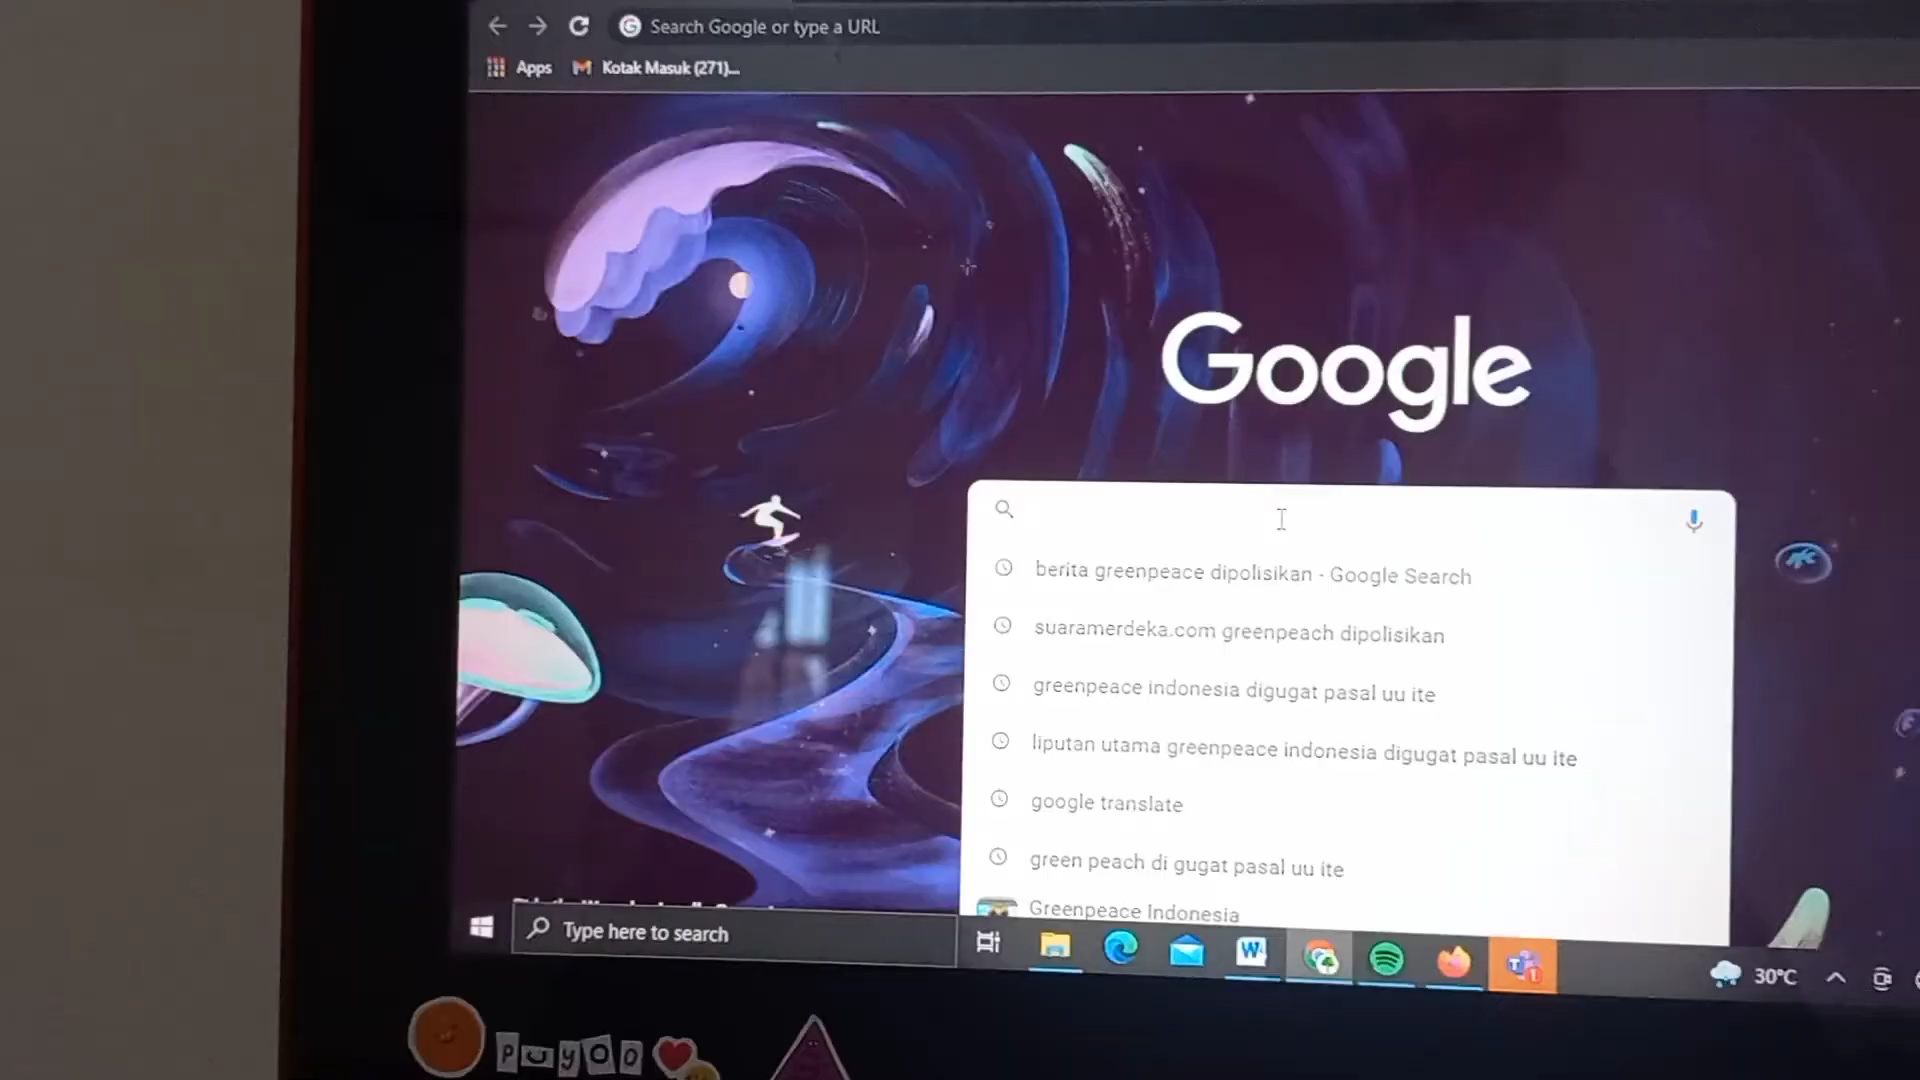 Search Google or type a URL
Apps
Kotak Masuk (271)...
Google
berita greenpeace dipolisikan - Google Search
suaramerdeka.com greenpeach dipolisikan
greenpeace indonesia digugat pasal uu ite
liputan utama greenpeace indonesia digugat pasal uu ite
google translate
green peach di gugat pasal uu ite
Greenpeace Indonesia
Type here to search
30°C
puyoo